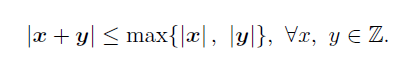 |x + y| ≤ max{|x|, |y|}, ∀x, y ∈ ℤ.